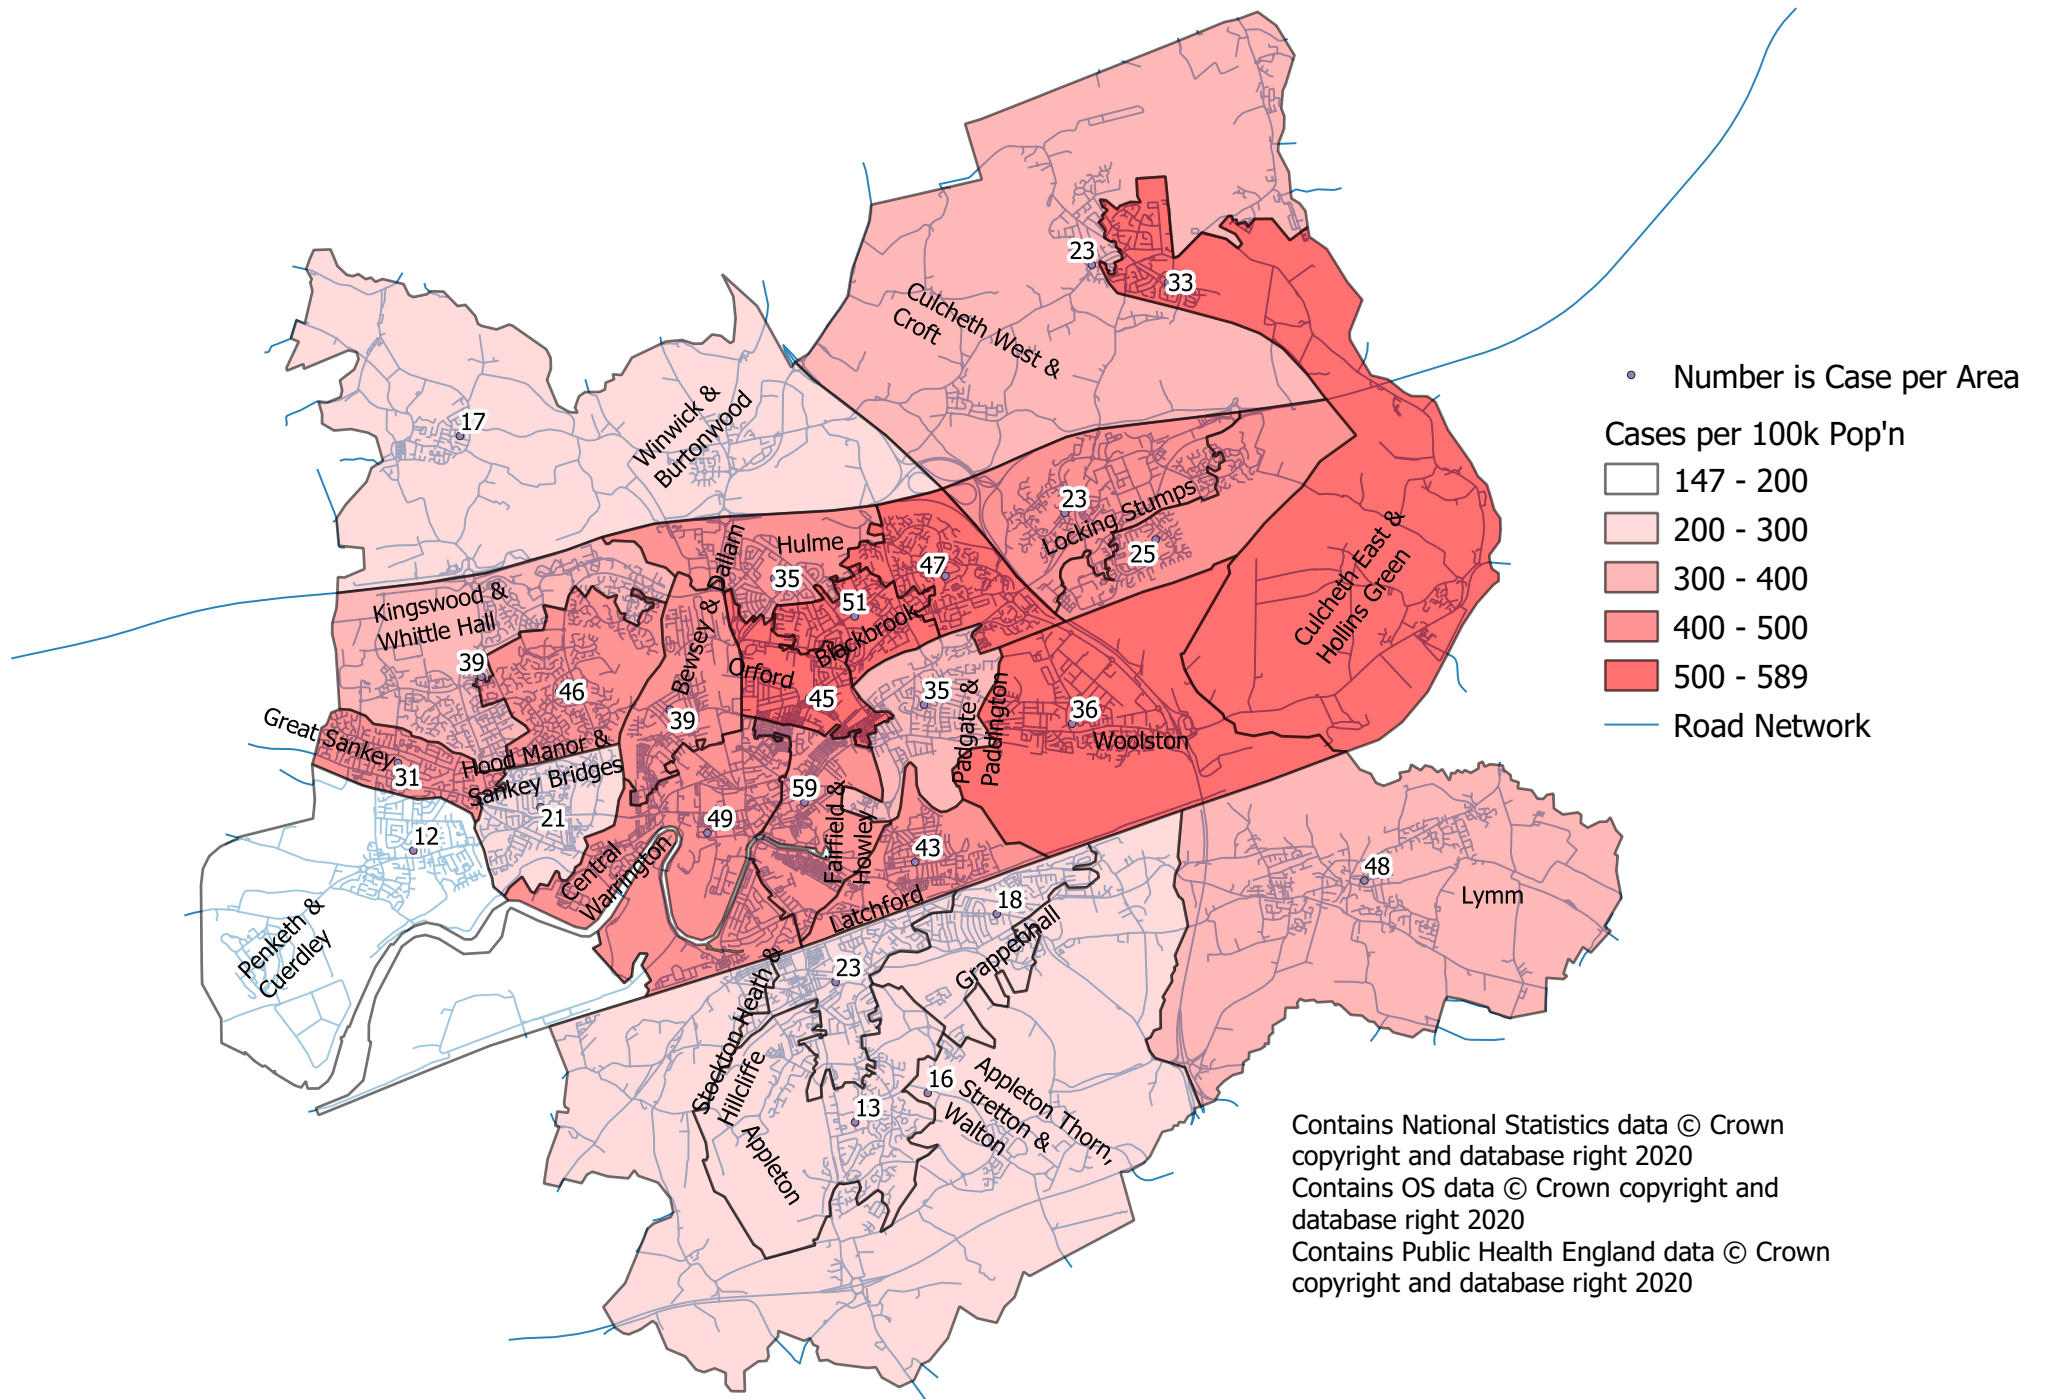 23
33
Culcheth West &
Croft
17
Winwick &
Burtonwood
23
Locking Stumps
25
Hulme
35
47
51
Blackbrook
Bewsey & Dallam
Kingswood &
Whittle Hall
39
46
39
Orford
45
35
Padgate &
Paddington
36
Woolston
Culcheth East &
Hollins Green
Great Sankey
31
Hood Manor &
Sankey Bridges
21
12
Penketh &
Cuerdley
49
Central
Warrington
59
Fairfield &
Howley
43
Latchford
48
Lymm
18
Grappenhall
23
Stockton Heath &
Hillcliffe
13
Appleton
16
Appleton Thorn,
Stretton &
Walton
Number is Case per Area
Cases per 100k Pop'n
147 - 200
200 - 300
300 - 400
400 - 500
500 - 589
Road Network
Contains National Statistics data © Crown
copyright and database right 2020
Contains OS data © Crown copyright and
database right 2020
Contains Public Health England data © Crown
copyright and database right 2020